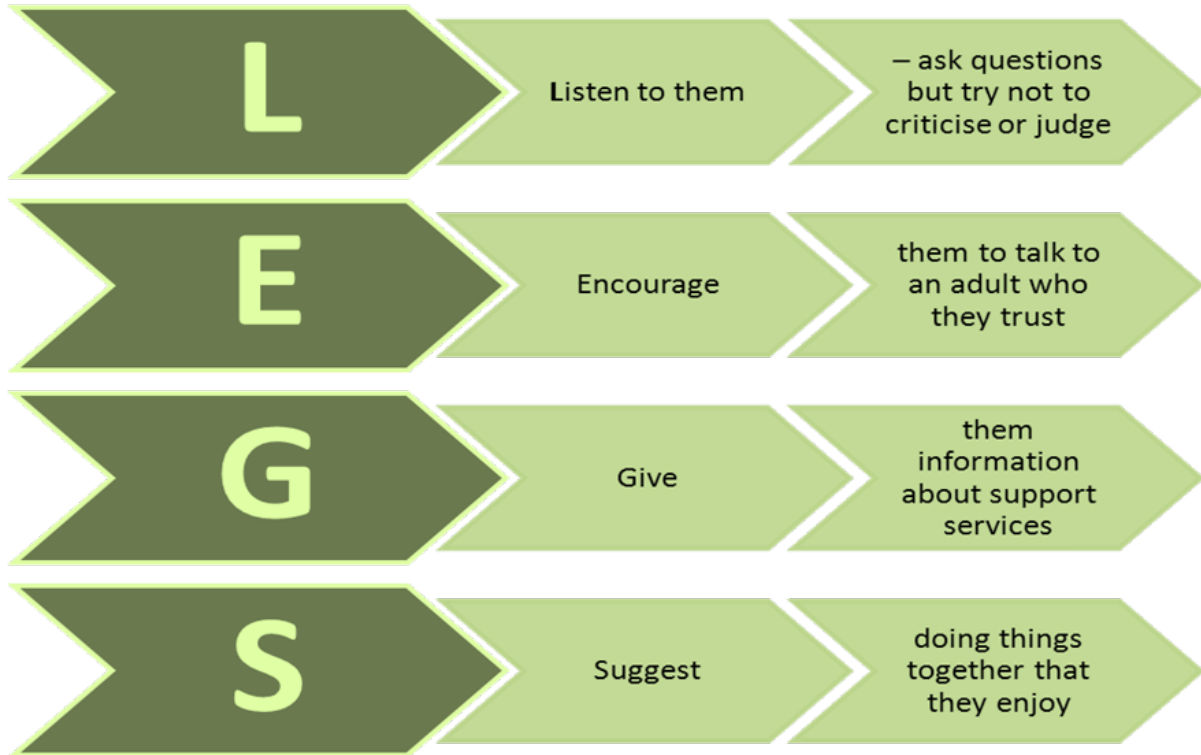 L
Listen to them
– ask questions
but try not to
criticise or judge
E
Encourage
them to talk to
an adult who
they trust
G
Give
them
information
about support
services
S
Suggest
doing things
together that
they enjoy